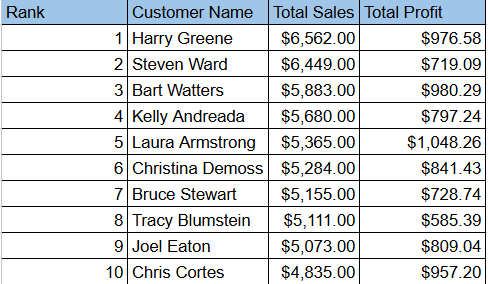 Rank Customer Name Total Sales Total Profit
1 Harry Greene $6,562.00 $976.58
2 Steven Ward $6,449.00 $719.09
3 Bart Watters $5,883.00 $980.29
4 Kelly Andreada $5,680.00 $797.24
5 Laura Armstrong $5,365.00 $1,048.26
6 Christina Demoss $5,284.00 $841.43
7 Bruce Stewart $5,155.00 $728.74
8 Tracy Blumstein $5,111.00 $585.39
9 Joel Eaton $5,073.00 $809.04
10 Chris Cortes $4,835.00 $957.20